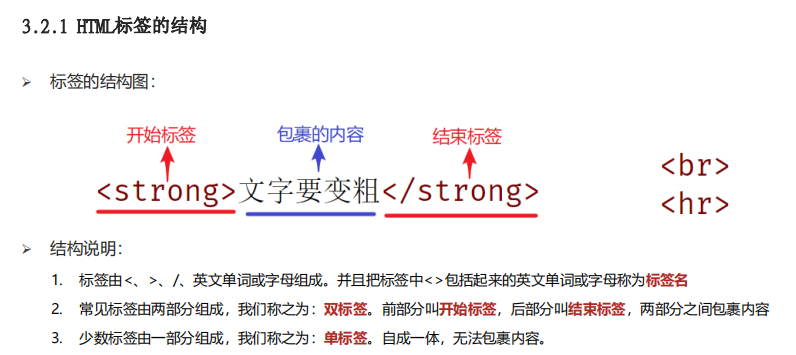 3.2.1 HTML标签的结构
➢ 标签的结构图：
开始标签 包裹的内容 结束标签
<strong>文字要变粗</strong>
<br>
<hr>
➢ 结构说明：
1. 标签由<、>、/、英文单词或字母组成。并且把标签中<>包括起来的英文单词或字母称为标签名
2. 常见标签由两部分组成，我们称之为：双标签。前部分叫开始标签，后部分叫结束标签，两部分之间包裹内容
3. 少数标签由一部分组成，我们称之为：单标签。自成一体，无法包裹内容。